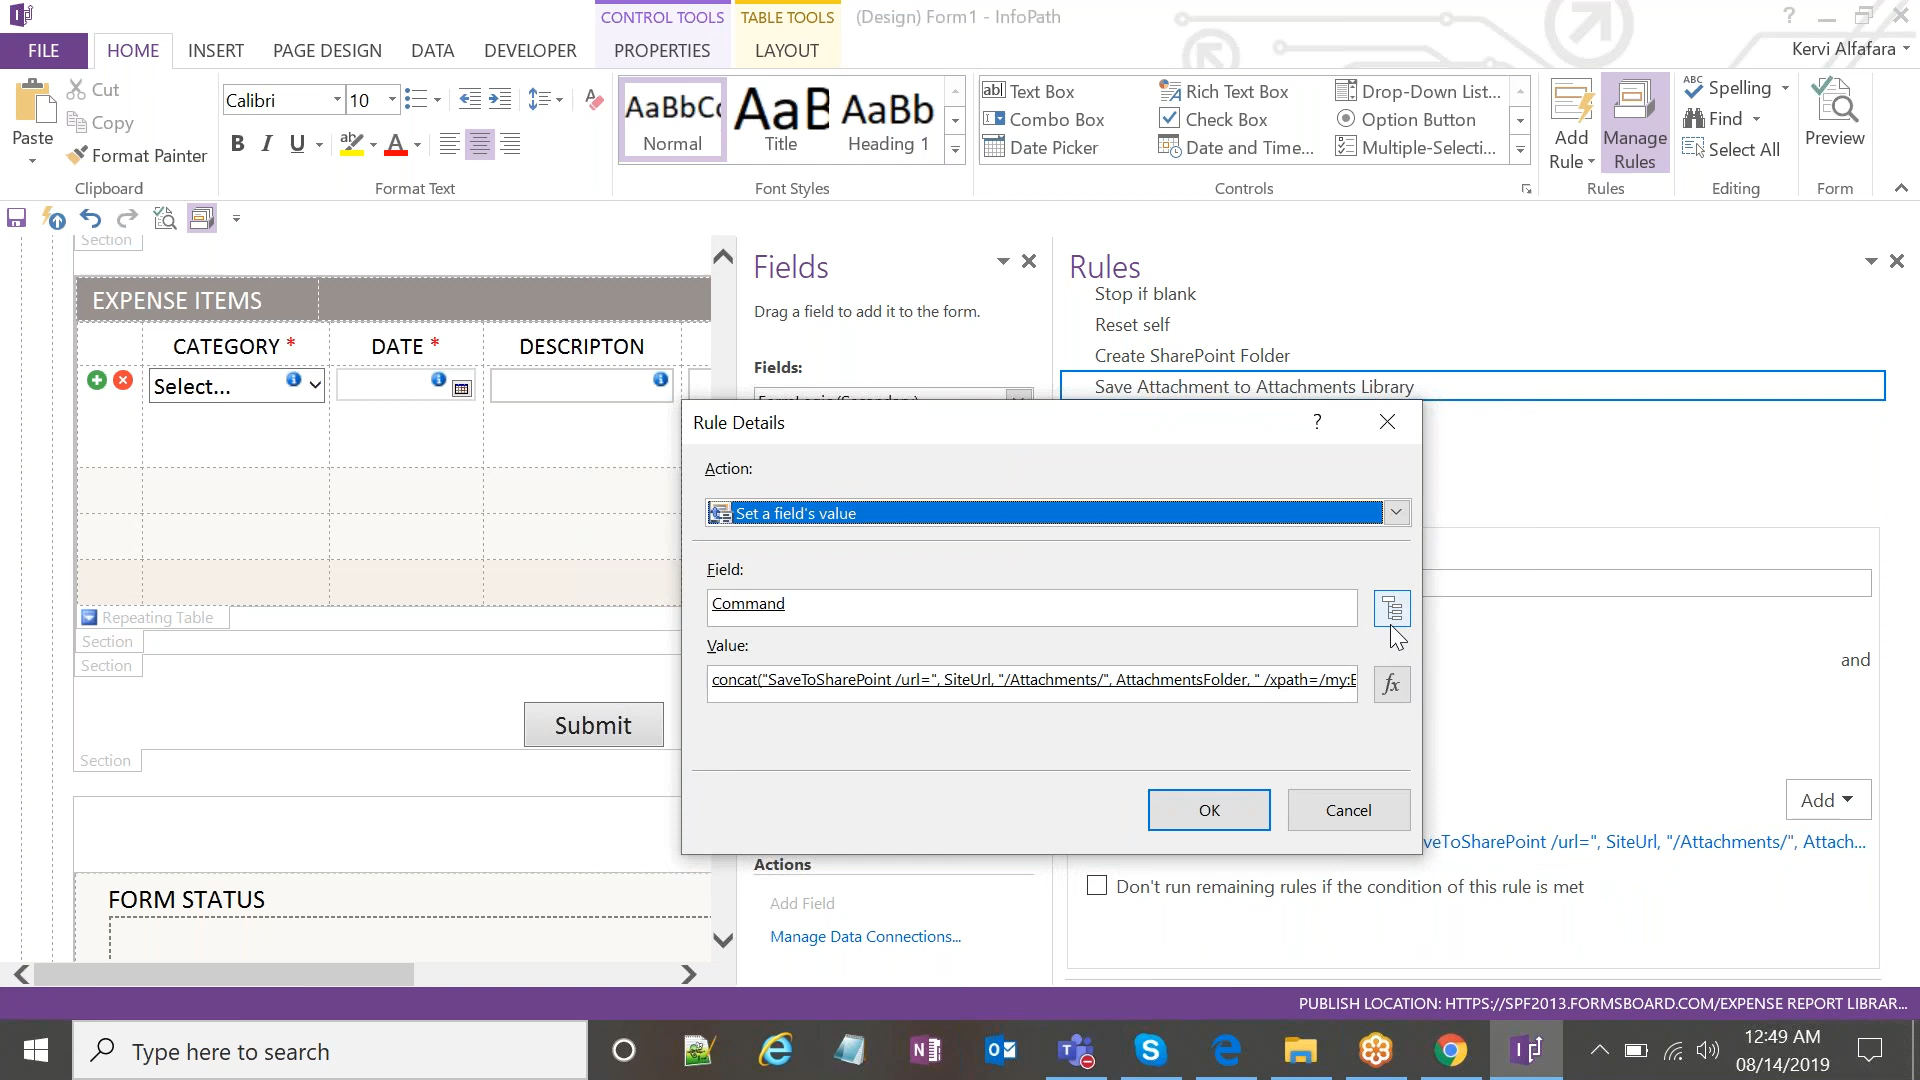 CONTROL TOOLS
TABLE TOOLS
(Design) Form1 - InfoPath
?
FILE
HOME
INSERT
PAGE DESIGN
DATA
DEVELOPER
PROPERTIES
LAYOUT
Kervi Alfafara
Paste
Cut
Copy
Format Painter
Clipboard
Calibri
10
B I U
A
Format Text
AaBbCc
Normal
AaB
Title
AaBb
Heading 1
Font Styles
Text Box
Combo Box
Date Picker
Rich Text Box
Check Box
Date and Time...
Drop-Down List...
Option Button
Multiple-Selecti...
Controls
Add
Rule
Manage
Rules
Rules
ABC
Spelling
Find
Select All
Editing
Preview
Form
Section
EXPENSE ITEMS
CATEGORY *
DATE *
DESCRIPTON
Select...
Repeating Table
Section
Section
Submit
Section
FORM STATUS
Fields
Drag a field to add it to the form.
Fields:
Actions
Add Field
Manage Data Connections...
Rules
Stop if blank
Reset self
Create SharePoint Folder
Save Attachment to Attachments Library
and
Add
veToSharePoint /url=", SiteUrl, "/Attachments/", Attach...
Don't run remaining rules if the condition of this rule is met
Rule Details
?
Action:
Set a field's value
Field:
Command
Value:
concat("SaveToSharePoint /url=", SiteUrl, "/Attachments/", AttachmentsFolder, " /xpath=/my:E
fx
OK
Cancel
PUBLISH LOCATION: HTTPS://SPF2013.FORMSBOARD.COM/EXPENSE REPORT LIBRAR...
Type here to search
12:49 AM
08/14/2019